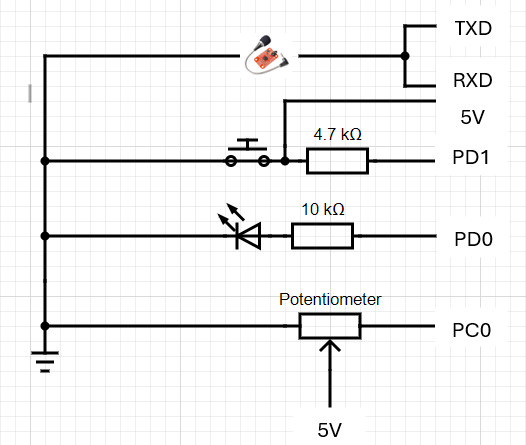 TXD
RXD
5V
4.7 kΩ
PD1
10 kΩ
PD0
Potentiometer
PC0
5V